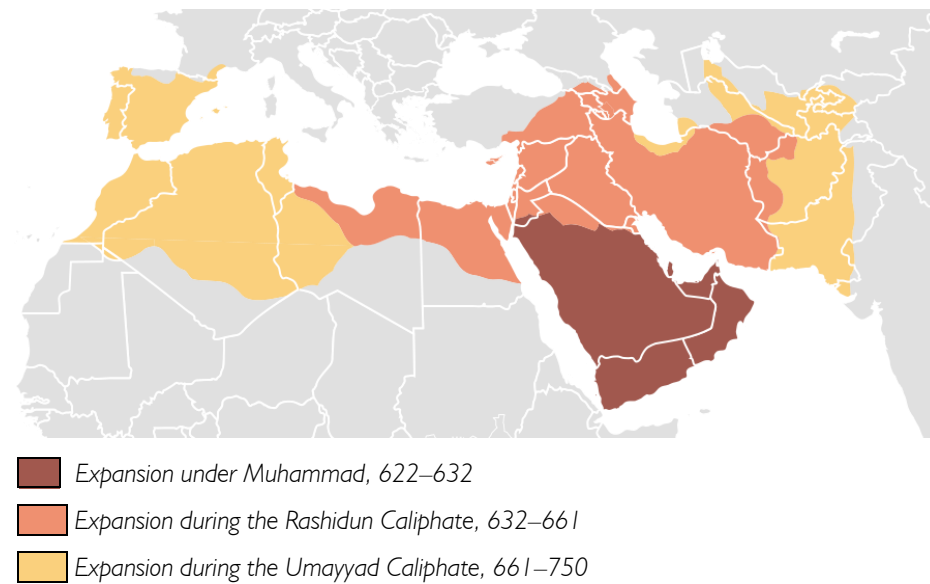 Expansion under Muhammad, 622–632
Expansion during the Rashidun Caliphate, 632–661
Expansion during the Umayyad Caliphate, 661–750